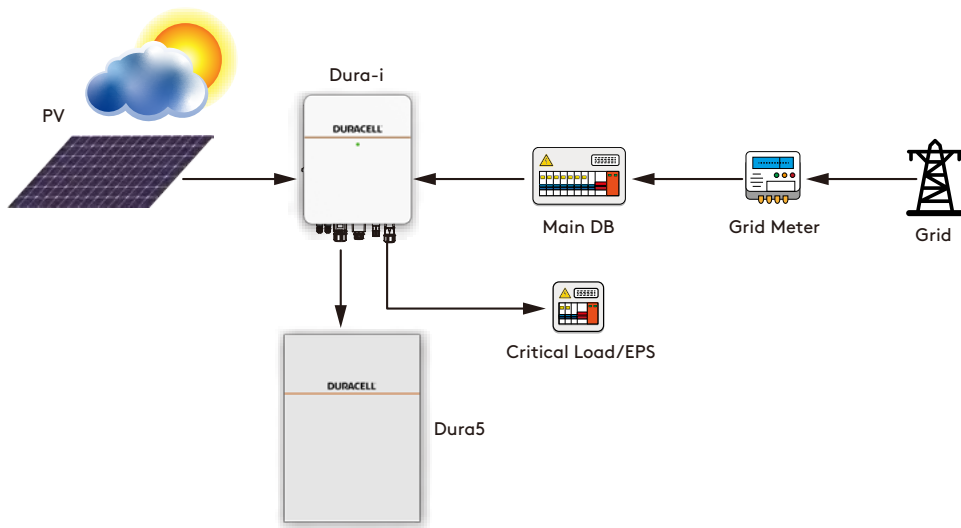 Dura-i
PV
DURACELL
Main DB
Grid Meter
Grid
Critical Load/EPS
DURACELL
Dura5